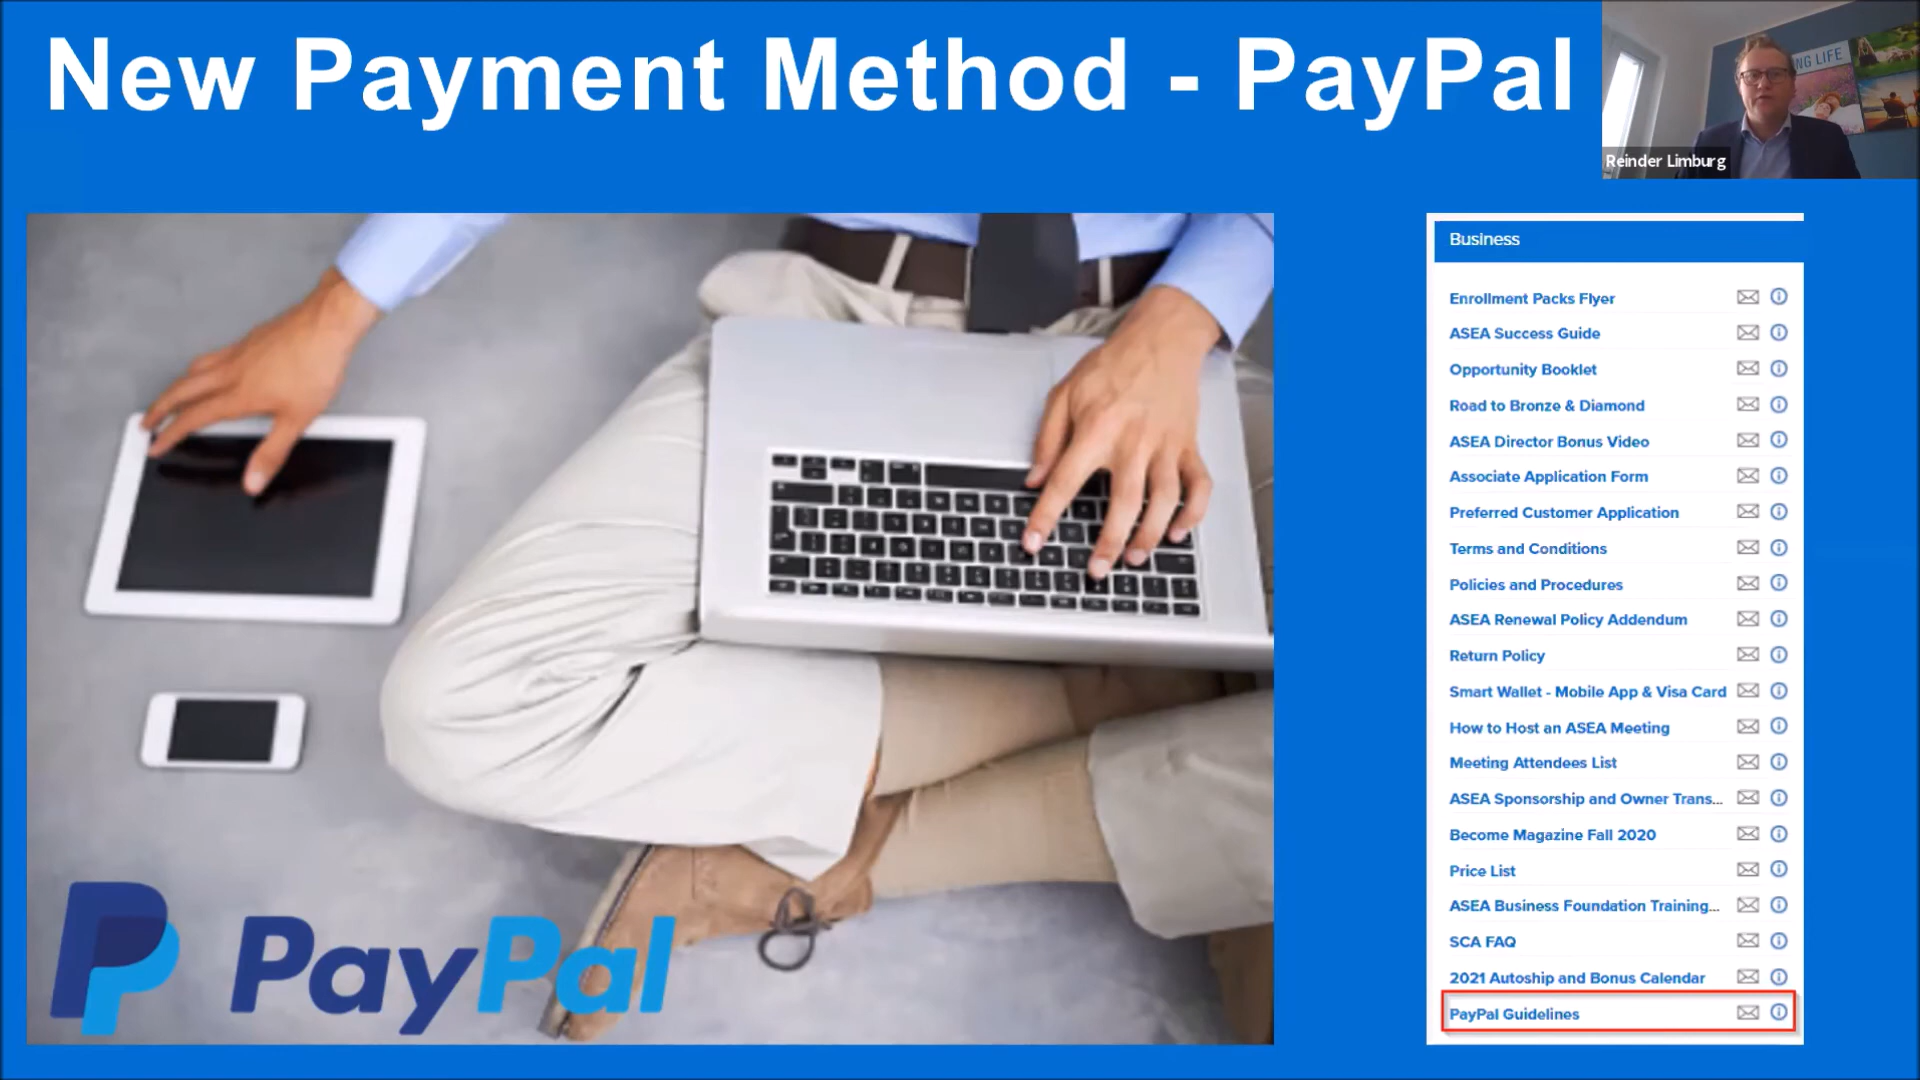 New Payment Method - PayPal
NG LIFE
Reinder Limburg
Business
Enrollment Packs Flyer
ASEA Success Guide
Opportunity Booklet
Road to Bronze & Diamond
ASEA Director Bonus Video
Associate Application Form
Preferred Customer Application
Terms and Conditions
Policies and Procedures
ASEA Renewal Policy Addendum
Return Policy
Smart Wallet - Mobile App & Visa Card
How to Host an ASEA Meeting
Meeting Attendees List
ASEA Sponsorship and Owner Trans...
Become Magazine Fall 2020
Price List
ASEA Business Foundation Training...
SCA FAQ
2021 Autoship and Bonus Calendar
PayPal Guidelines
PayPal